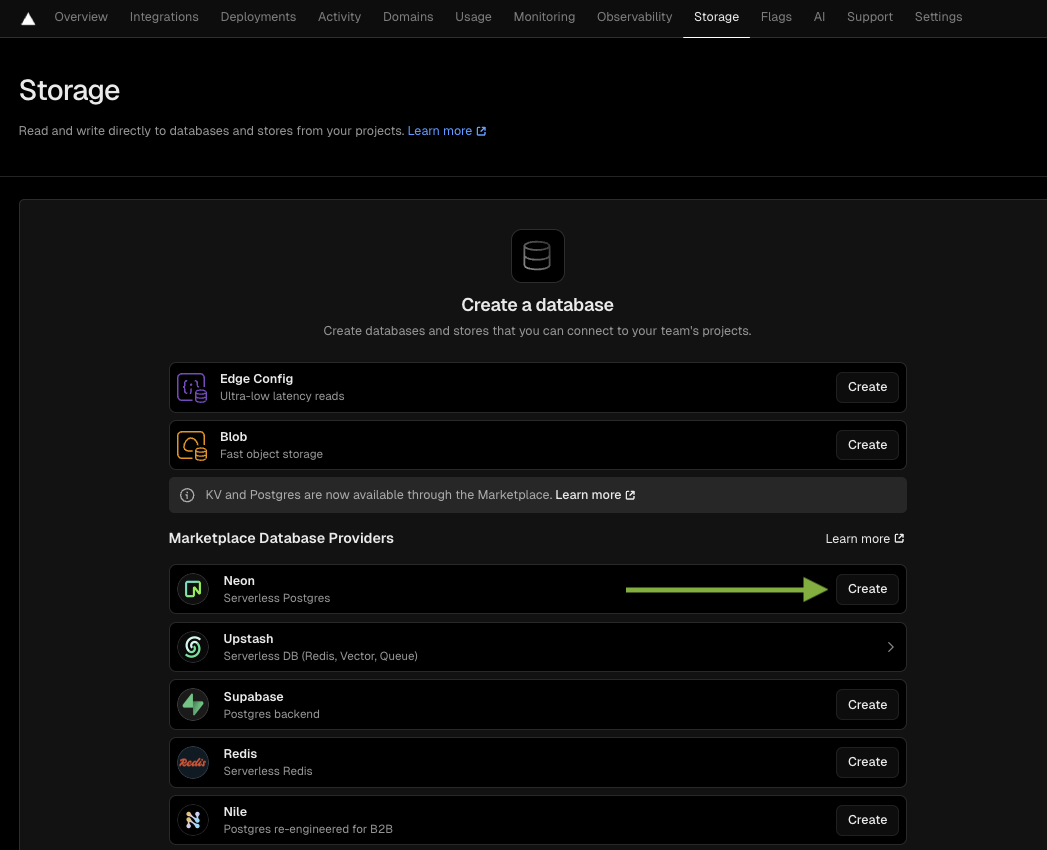 Overview Integrations Deployments Activity Domains Usage Monitoring Observability Storage Flags AI Support Settings
Storage
Read and write directly to databases and stores from your projects. Learn more
Create a database
Create databases and stores that you can connect to your team's projects.
Edge Config
Ultra-low latency reads
Create
Blob
Fast object storage
Create
KV and Postgres are now available through the Marketplace. Learn more
Marketplace Database Providers
Learn more
Neon
Serverless Postgres
Create
Upstash
Serverless DB (Redis, Vector, Queue)
Supabase
Postgres backend
Create
Redis
Redis
Serverless Redis
Create
Nile
Postgres re-engineered for B2B
Create